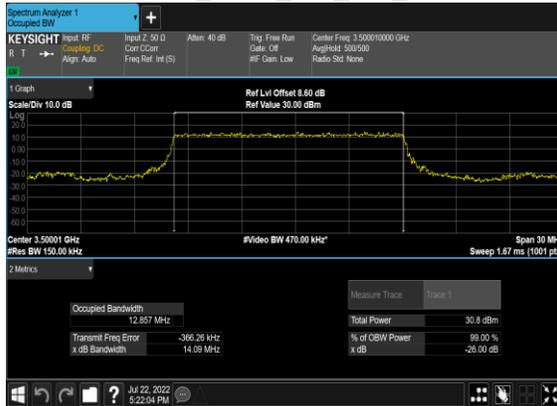 Spectrum Analyzer 1
Occupied BW
KEYSIGHT Input: RF Input Z: 50 Ω Atten: 40 dB Trig: Free Run Center Freq: 3.500010000 GHz
R T Coupling: DC Corr CCorr Gate: Off Avg|Hold: 500/500
Align: Auto Freq Ref: Int (S) #IF Gain: Low Radio Std: None
1 Graph
Scale/Div 10.0 dB Ref Lvl Offset 8.60 dB
Ref Value 30.00 dBm
Log
20.0
10.0
0.00
-10.0
-20.0
-30.0
-40.0
-50.0
-60.0
Center 3.50001 GHz #Video BW 470.00 kHz* Span 30 MH
#Res BW 150.00 kHz Sweep 1.67 ms (1001 pt
2 Metrics
Measure Trace Trace 1
Occupied Bandwidth
12.857 MHz Total Power 30.8 dBm
Transmit Freq Error -366.26 kHz % of OBW Power 99.00 %
x dB Bandwidth 14.09 MHz x dB -26.00 dB
Jul 22, 2022
5:22:04 PM